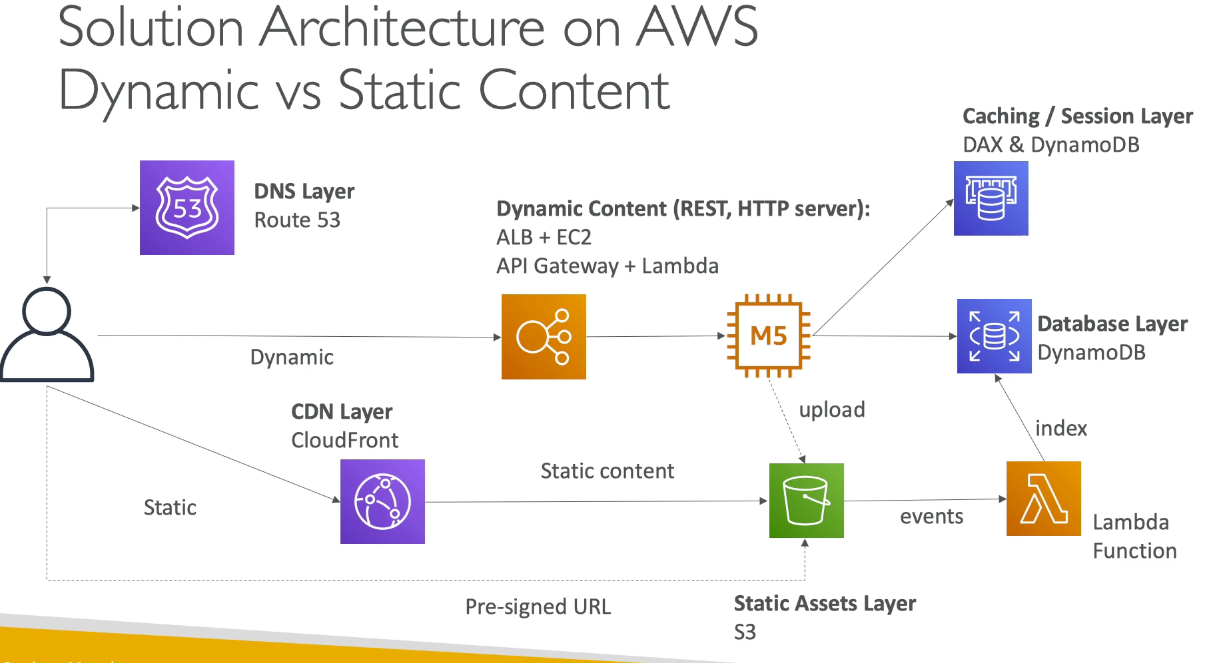 Solution Architecture on AWS
Dynamic vs Static Content
Caching / Session Layer
DAX & DynamoDB
53
DNS Layer
Route 53
Dynamic Content (REST, HTTP server):
ALB + EC2
API Gateway + Lambda
M5
Database Layer
DynamoDB
Dynamic
CDN Layer
CloudFront
upload
index
Static content
Static
events
Lambda
Function
Pre-signed URL
Static Assets Layer
S3